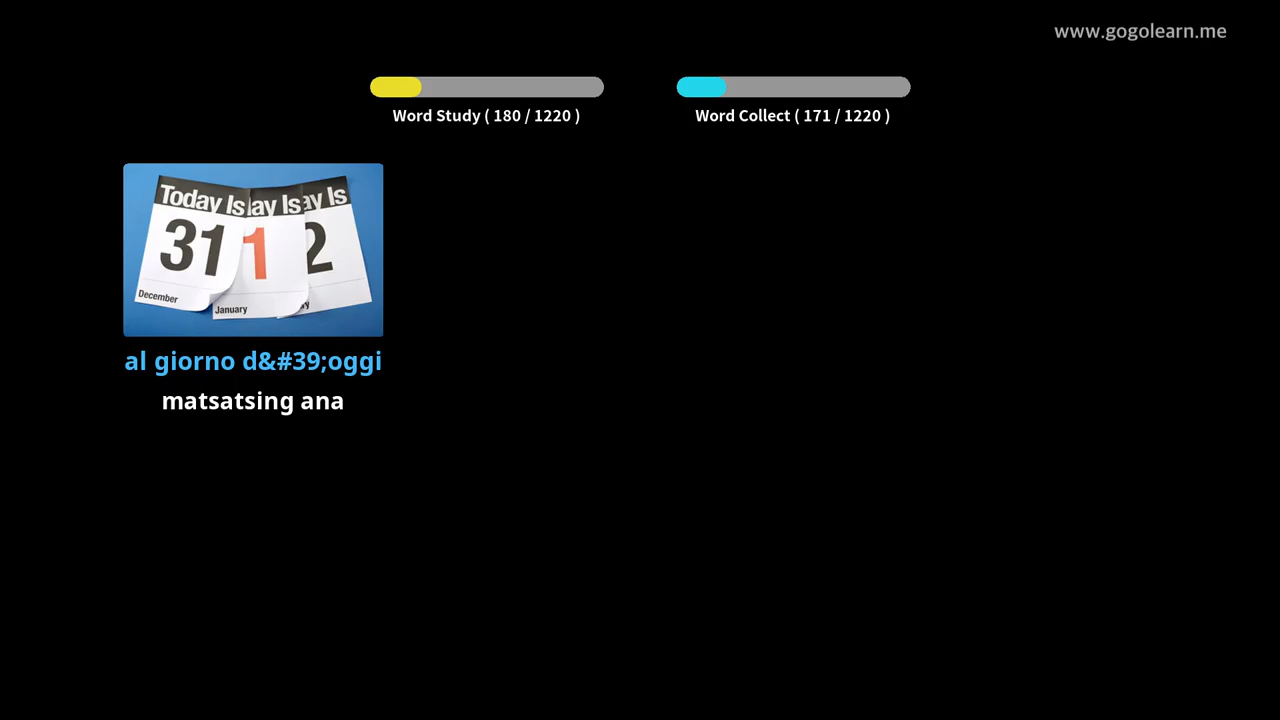 www.gogolearn.me
Word Study ( 180 / 1220 )
Word Collect ( 171 / 1220 )
Today Is
ay Is
ay Is
31
1
2
December
January
ry
al giorno d&#39;oggi
matsatsing ana